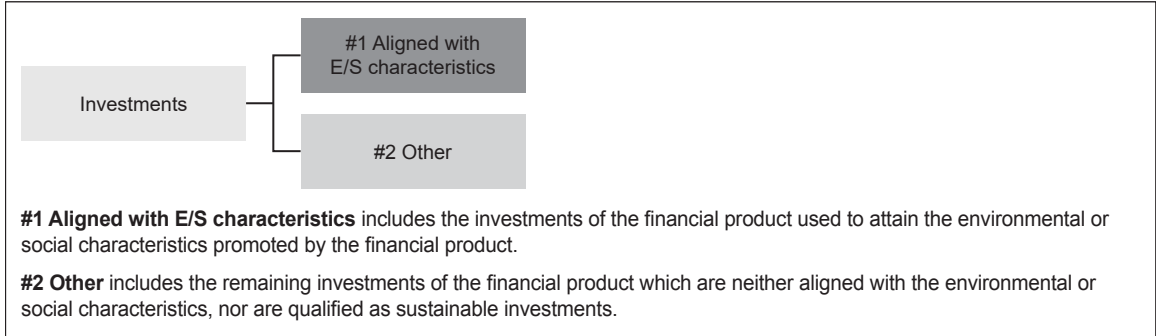 #1 Aligned with
E/S characteristics
Investments
#2 Other
#1 Aligned with E/S characteristics includes the investments of the financial product used to attain the environmental or
social characteristics promoted by the financial product.
#2 Other includes the remaining investments of the financial product which are neither aligned with the environmental or
social characteristics, nor are qualified as sustainable investments.